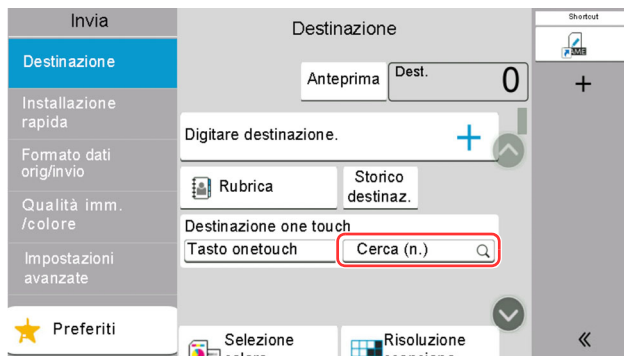 Invia
Destinazione
Installazione
rapida
Formato dati
orig/invio
Qualità imm.
/colore
Impostazioni
avanzate
Preferiti
Destinazione
Anteprima
Dest.
0
Digitare destinazione.
Rubrica
Storico
destinaz.
Destinazione one touch
Tasto onetouch
Cerca (n.)
Selezione
Risoluzione
Shortcut